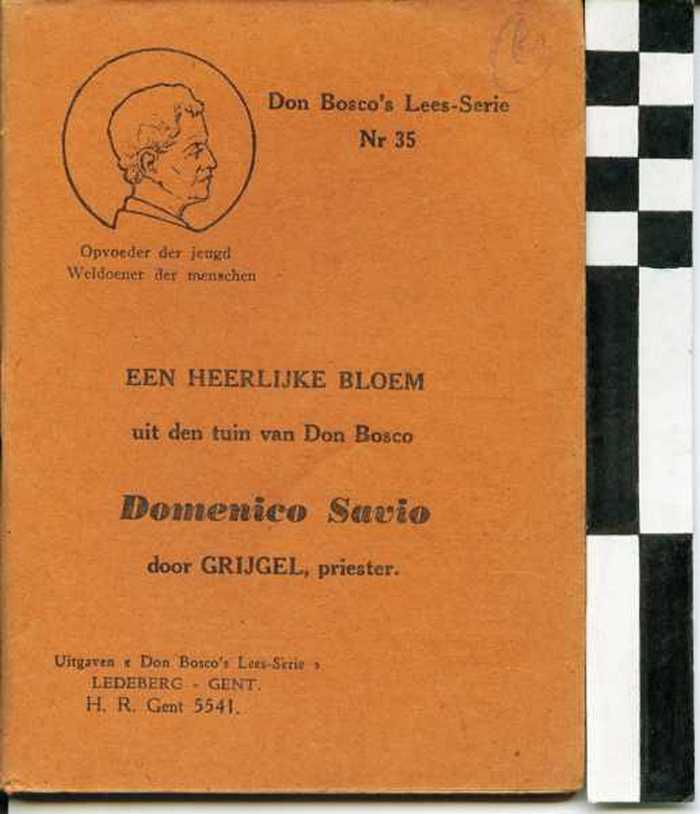 Don Bosco's Lees-Serie
Nr 35
Opvoeder der jeugd
Weldoener der menschen
EEN HEERLIJKE BLOEM
uit den tuin van Don Bosco
Domenico Savio
door GRIJGEL, priester.
Uitgaven « Don Bosco's Lees-Serie »
LEDEBERG - GENT.
H. R. Gent 5541.